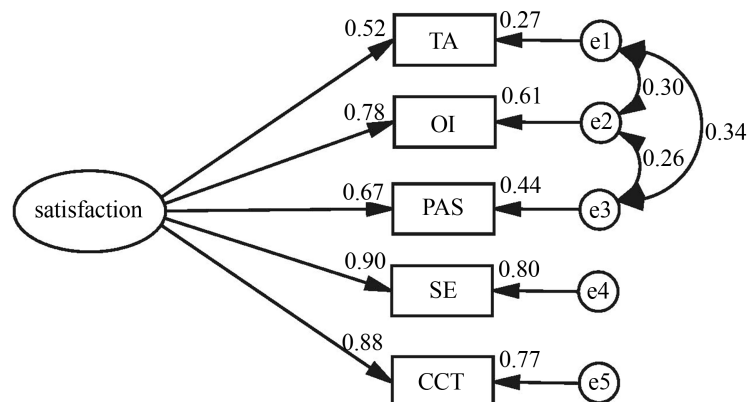 0.52
TA
0.27
e1
0.30
0.78
OI
0.61
e2
0.34
0.26
satisfaction
0.67
PAS
0.44
e3
0.90
SE
0.80
e4
0.88
CCT
0.77
e5